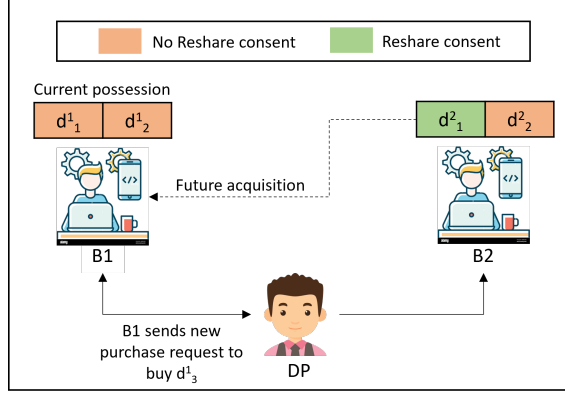 No Reshare consent
Reshare consent
Current possession
d¹₁ d¹₂
d²₁ d²₂
</>
</>
Future acquisition
B1
B2
B1 sends new
purchase request to
buy d¹₃
DP